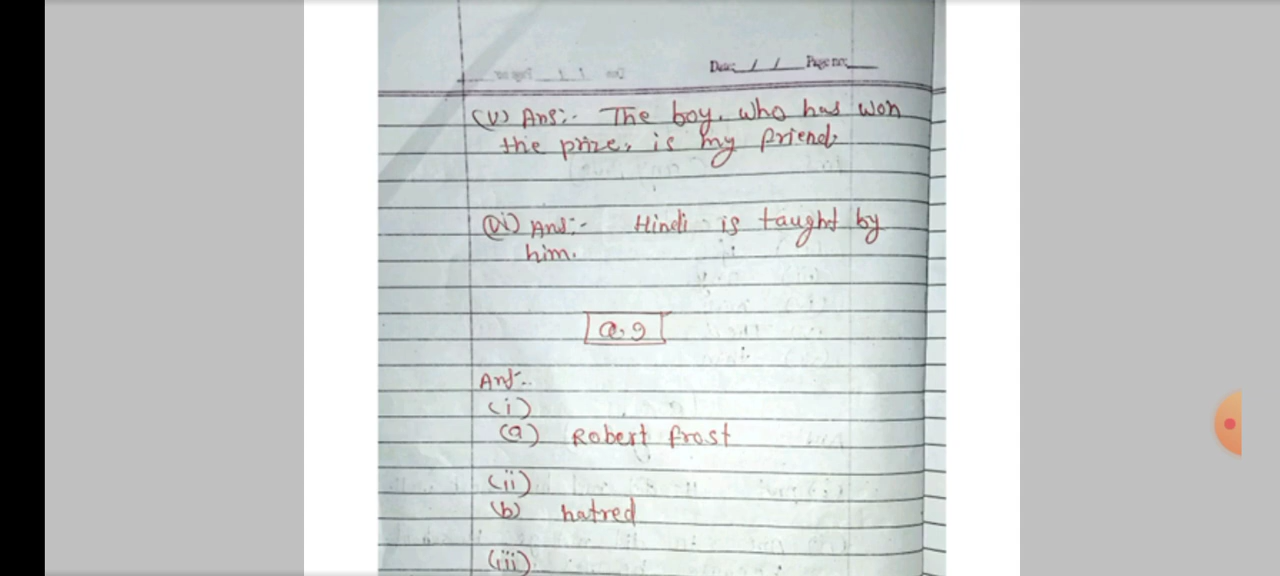 Date: / / Page no:
(V) Ans:- The boy, who has won
the prize, is my friend.
(Vi) Ans:- Hindi is taught by
him.
Q.9
Ans:-
(i)
(a) Robert frost
(ii)
(b) hatred
(iii)